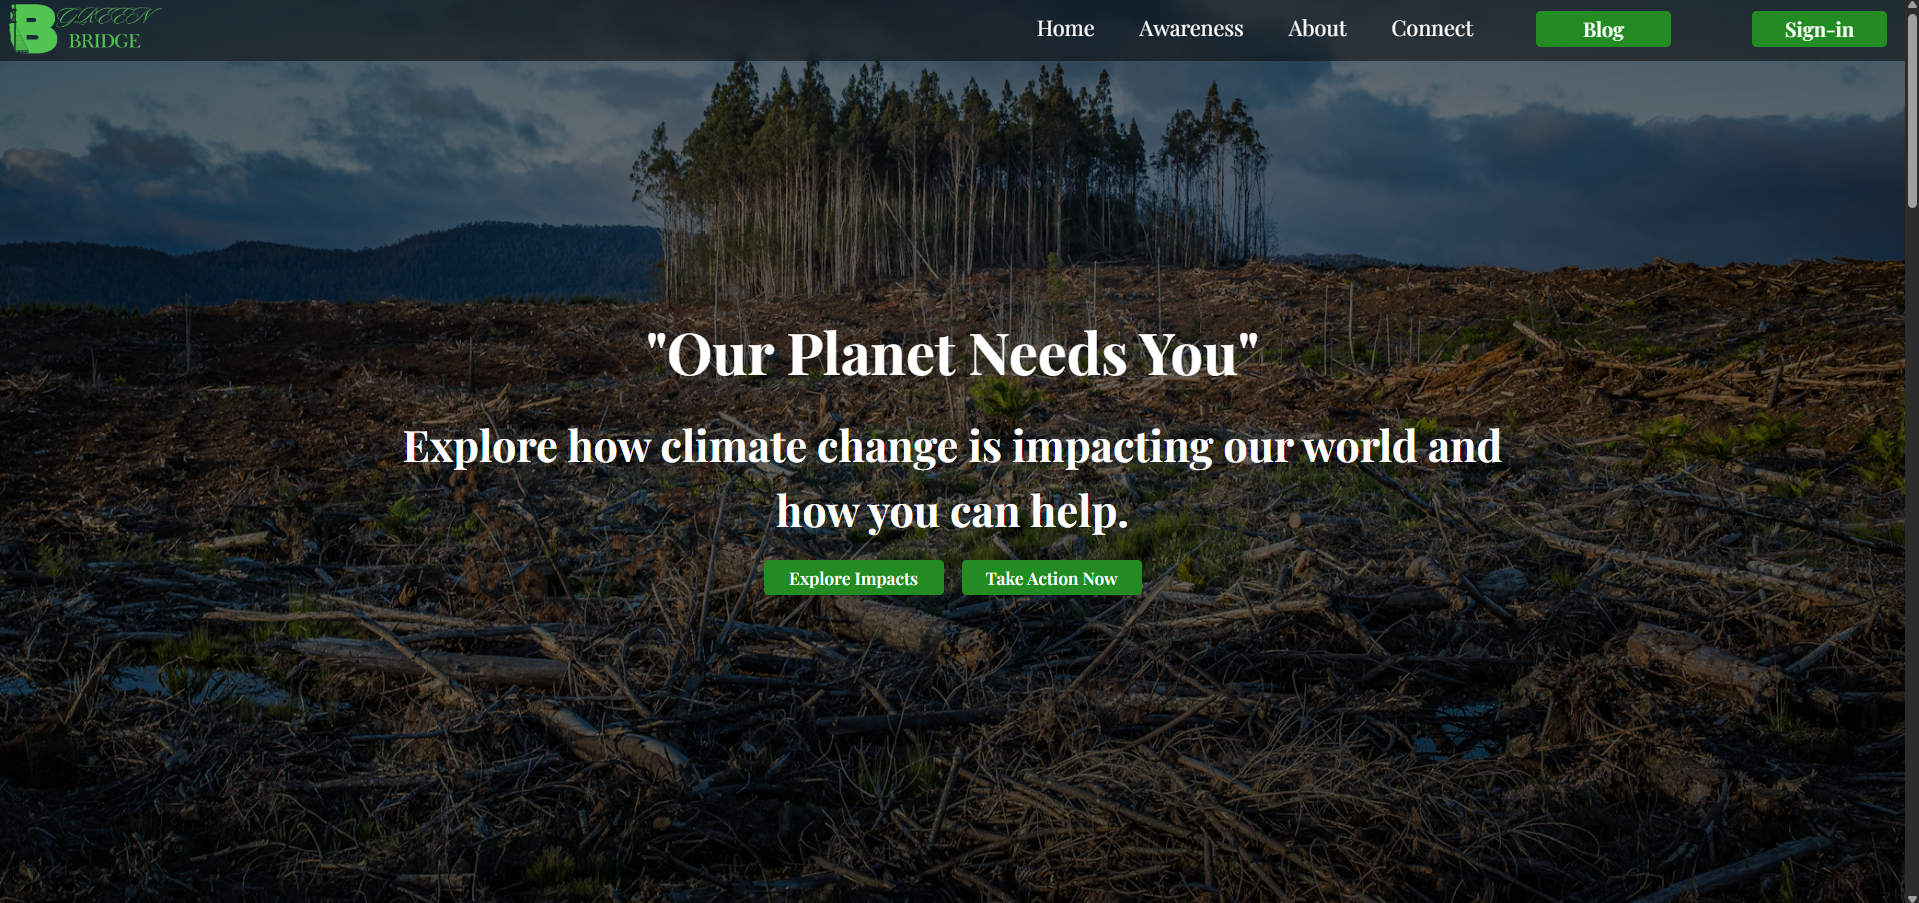 GREEN
BRIDGE
Home Awareness About Connect Blog Sign-in
"Our Planet Needs You"
Explore how climate change is impacting our world and
how you can help.
Explore Impacts Take Action Now